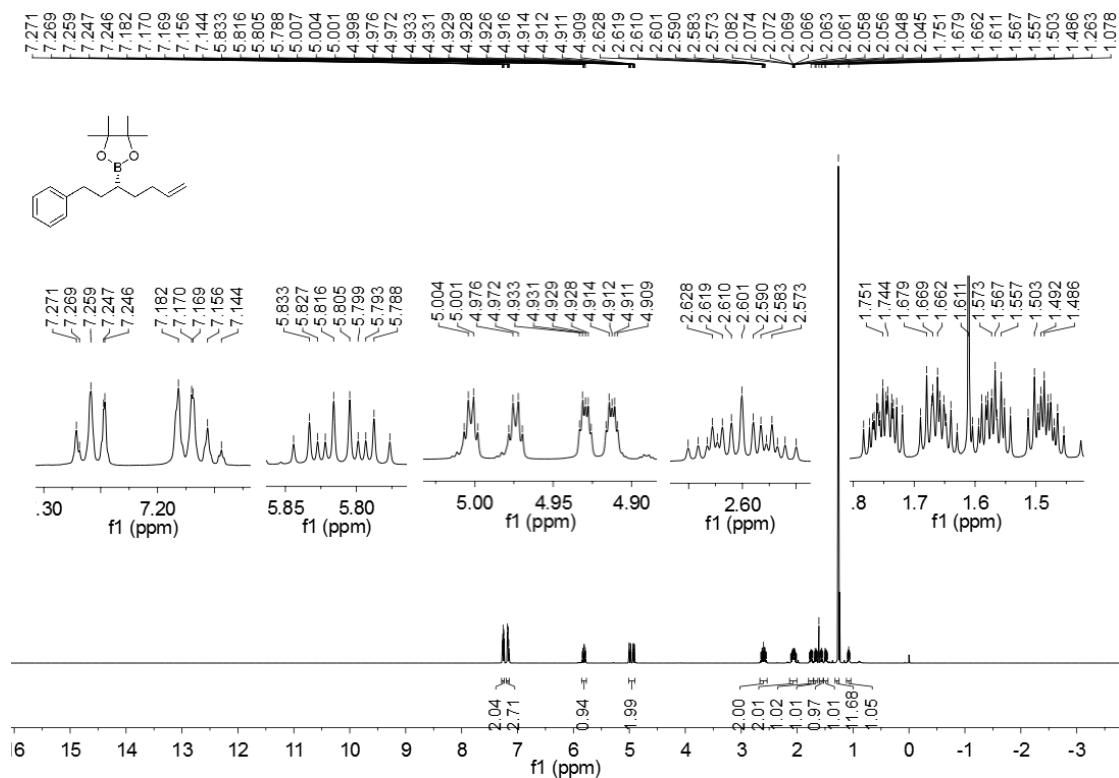 7.271 7.269 7.259 7.247 7.246 7.182 7.170 7.169 7.156 7.144 5.833 5.816 5.805 5.788 5.007 5.004 5.001 4.998 4.976 4.972 4.933 4.931 4.929 4.928 4.926 4.916 4.914 4.912 4.911 4.909 2.628 2.619 2.610 2.601 2.590 2.583 2.573 2.082 2.074 2.072 2.069 2.066 2.063 2.061 2.058 2.056 2.048 2.045 1.751 1.679 1.662 1.611 1.567 1.557 1.503 1.486 1.263 1.078
O B O
7.271 7.269 7.259 7.247 7.246 7.182 7.170 7.169 7.156 7.144 5.833 5.827 5.816 5.805 5.799 5.793 5.788 5.004 5.001 4.976 4.972 4.933 4.931 4.929 4.928 4.914 4.912 4.911 4.909 2.628 2.619 2.610 2.601 2.590 2.583 2.573 1.751 1.744 1.679 1.669 1.662 1.611 1.573 1.567 1.557 1.503 1.492 1.486
.30 7.20 5.85 5.80 5.00 4.95 4.90 2.60 .8 1.7 1.6 1.5
f1 (ppm) f1 (ppm) f1 (ppm) f1 (ppm) f1 (ppm)
2.04 2.71 0.94 1.99 2.00 2.01 1.02 1.01 0.97 1.01 11.68 1.05
16 15 14 13 12 11 10 9 8 7 6 5 4 3 2 1 0 -1 -2 -3
f1 (ppm)